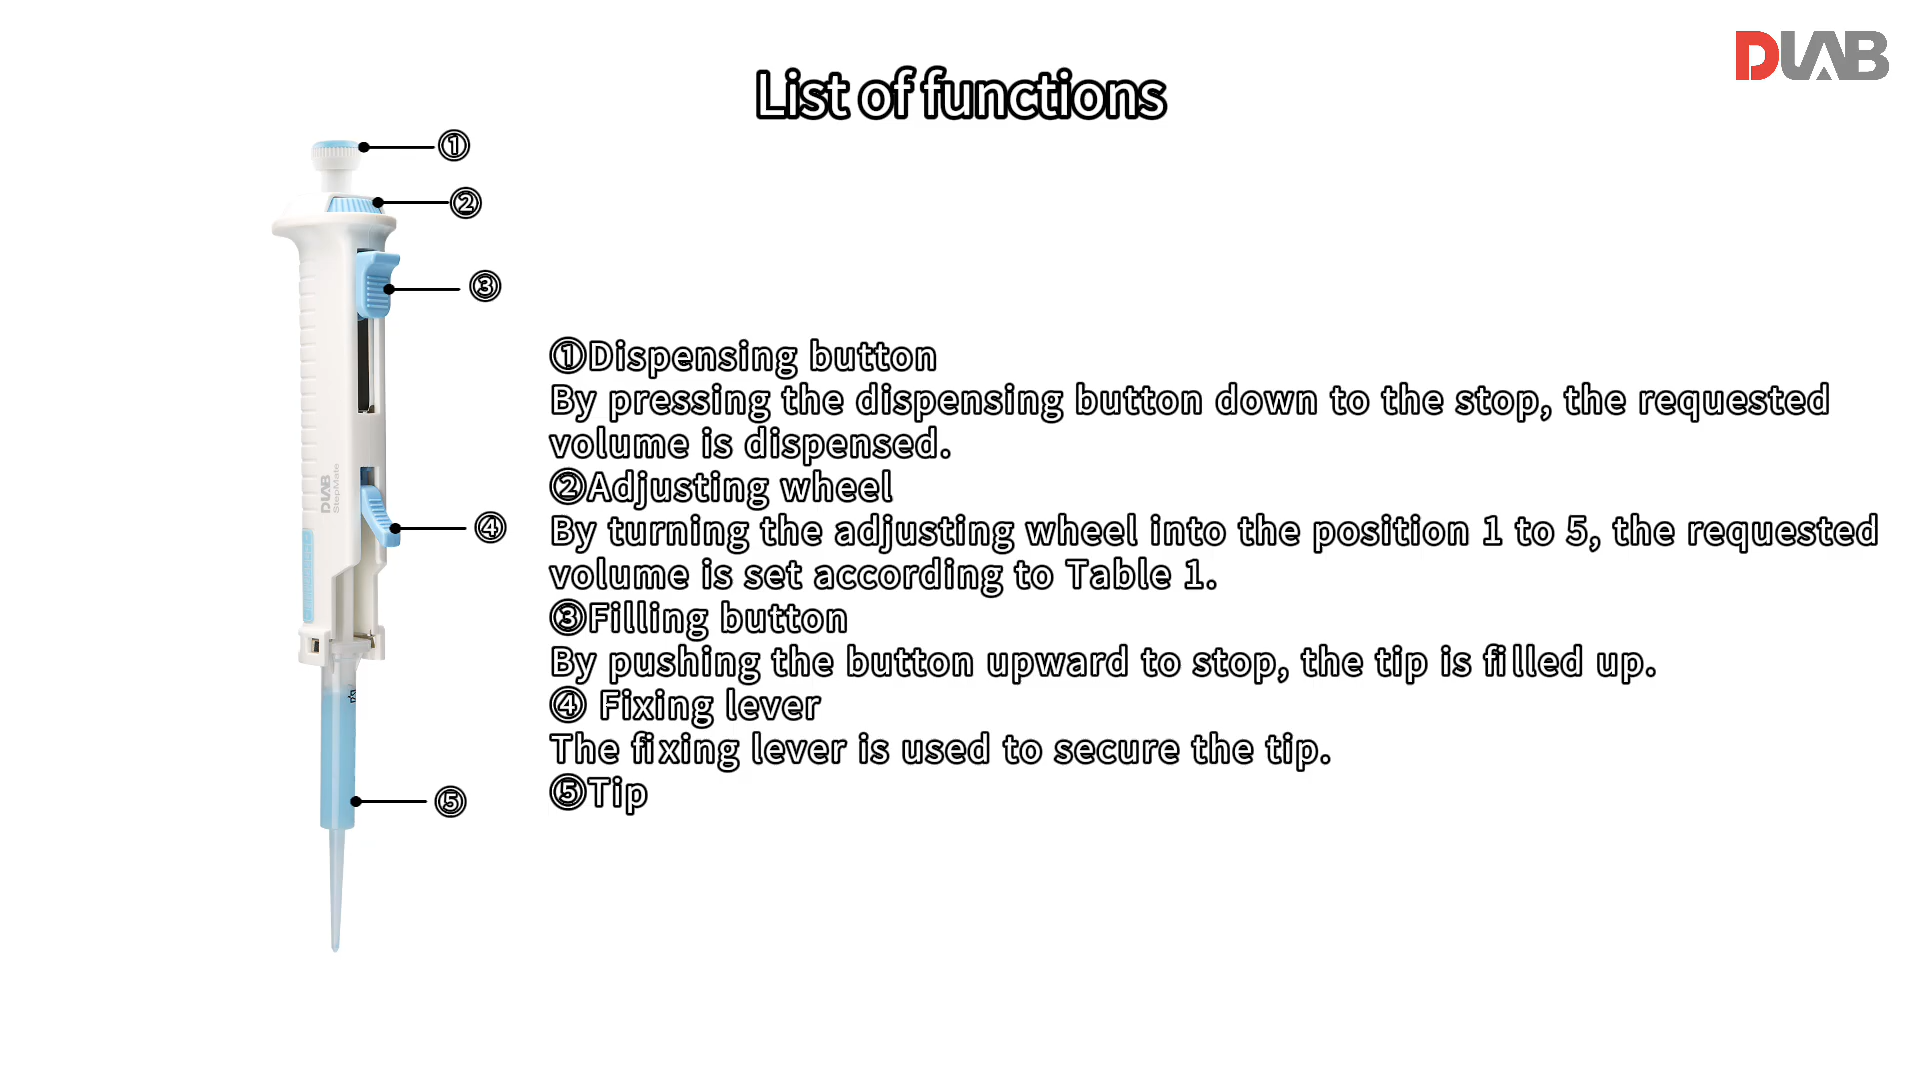 DLAB
List of functions
①
②
③
④
⑤
DLAB
StepMate
①Dispensing button
By pressing the dispensing button down to the stop, the requested
volume is dispensed.
②Adjusting wheel
By turning the adjusting wheel into the position 1 to 5, the requested
volume is set according to Table 1.
③Filling button
By pushing the button upward to stop, the tip is filled up.
④ Fixing lever
The fixing lever is used to secure the tip.
⑤Tip